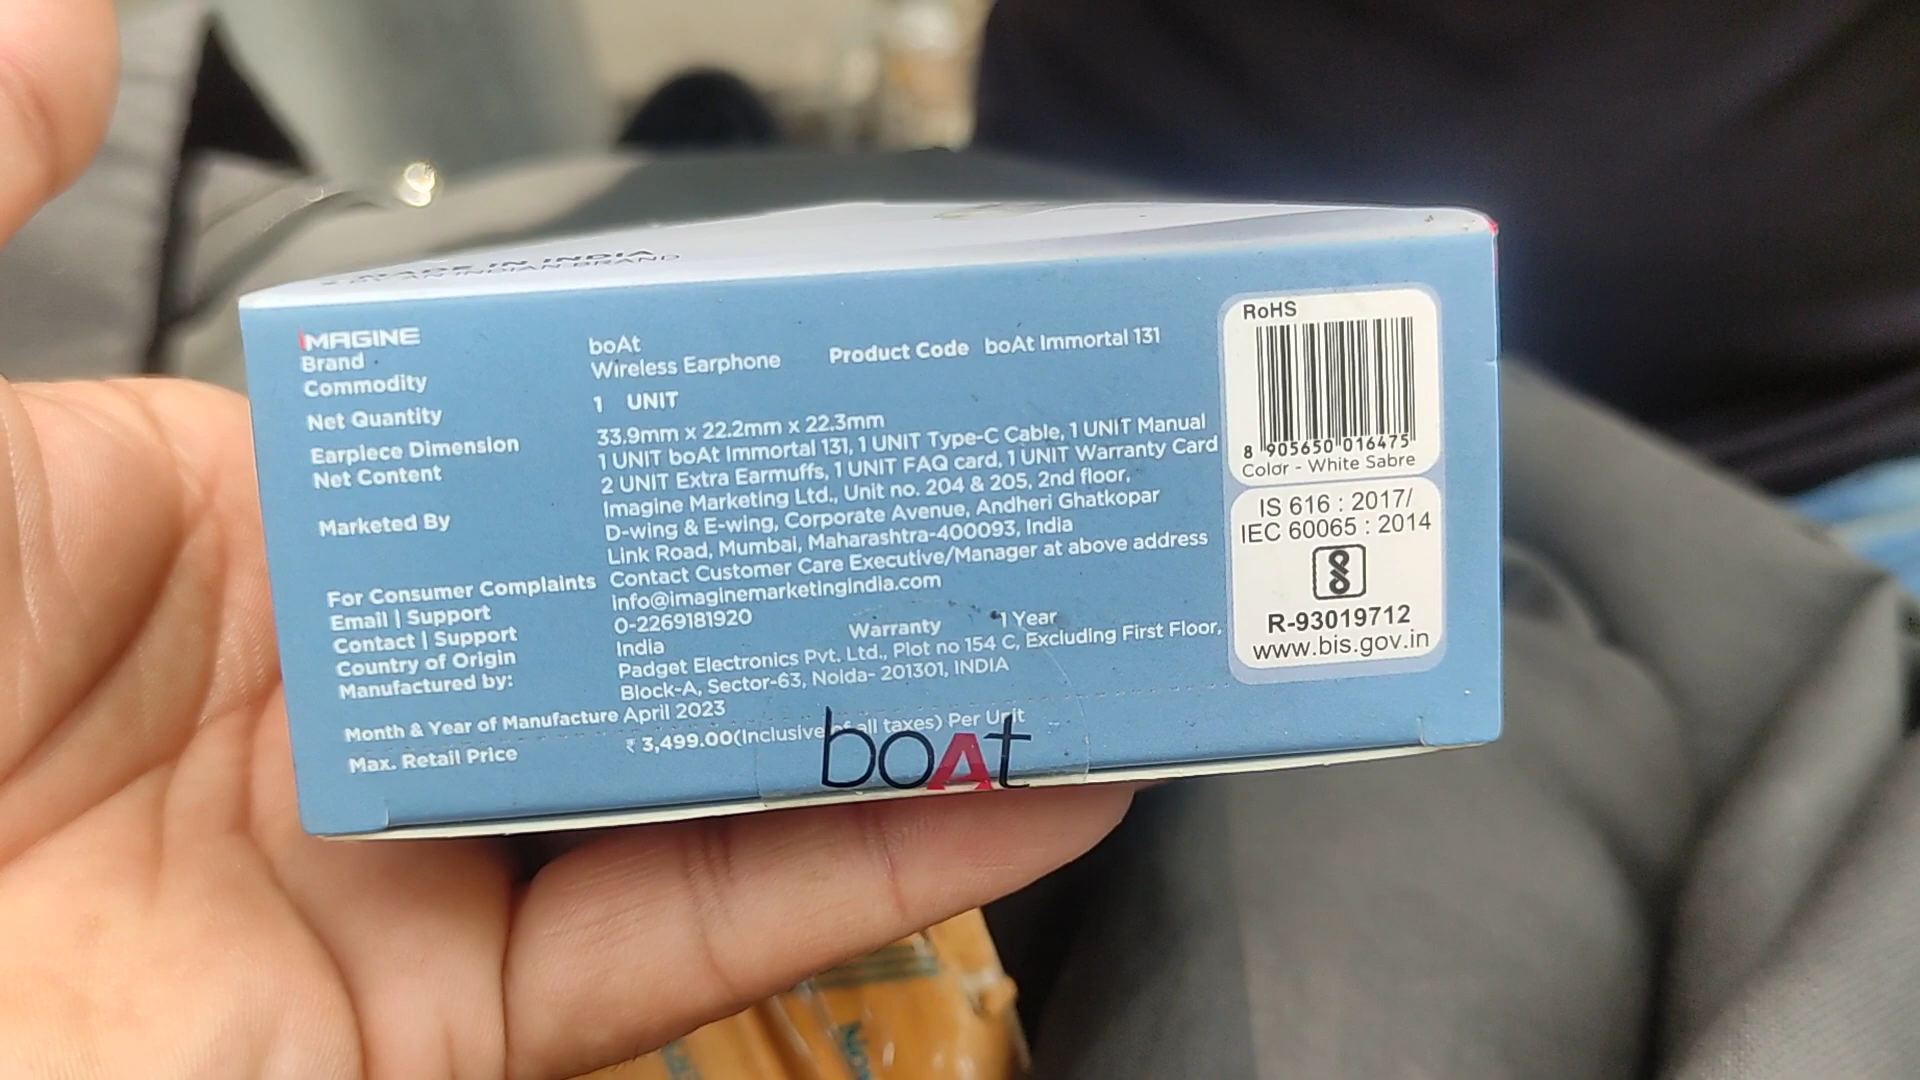 MADE IN INDIA
BY AN INDIAN BRAND
IMAGINE
Brand boAt
Commodity Wireless Earphone Product Code boAt Immortal 131
Net Quantity 1 UNIT
Earpiece Dimension 33.9mm x 22.2mm x 22.3mm
Net Content 1 UNIT boAt Immortal 131, 1 UNIT Type-C Cable, 1 UNIT Manual
2 UNIT Extra Earmuffs, 1 UNIT FAQ card, 1 UNIT Warranty Card
Marketed By Imagine Marketing Ltd., Unit no. 204 & 205, 2nd floor,
D-wing & E-wing, Corporate Avenue, Andheri Ghatkopar
Link Road, Mumbai, Maharashtra-400093, India
For Consumer Complaints Contact Customer Care Executive/Manager at above address
Email | Support info@imaginemarketingindia.com
Contact | Support 0-2269181920
Country of Origin India Warranty 1 Year
Manufactured by: Padget Electronics Pvt. Ltd., Plot no 154 C, Excluding First Floor,
Block-A, Sector-63, Noida- 201301, INDIA
Month & Year of Manufacture April 2023
Max. Retail Price ₹ 3,499.00(Inclusive of all taxes) Per Unit
boAt
RoHS
8 905650 016475
Color - White Sabre
IS 616 : 2017/
IEC 60065 : 2014
R-93019712
www.bis.gov.in